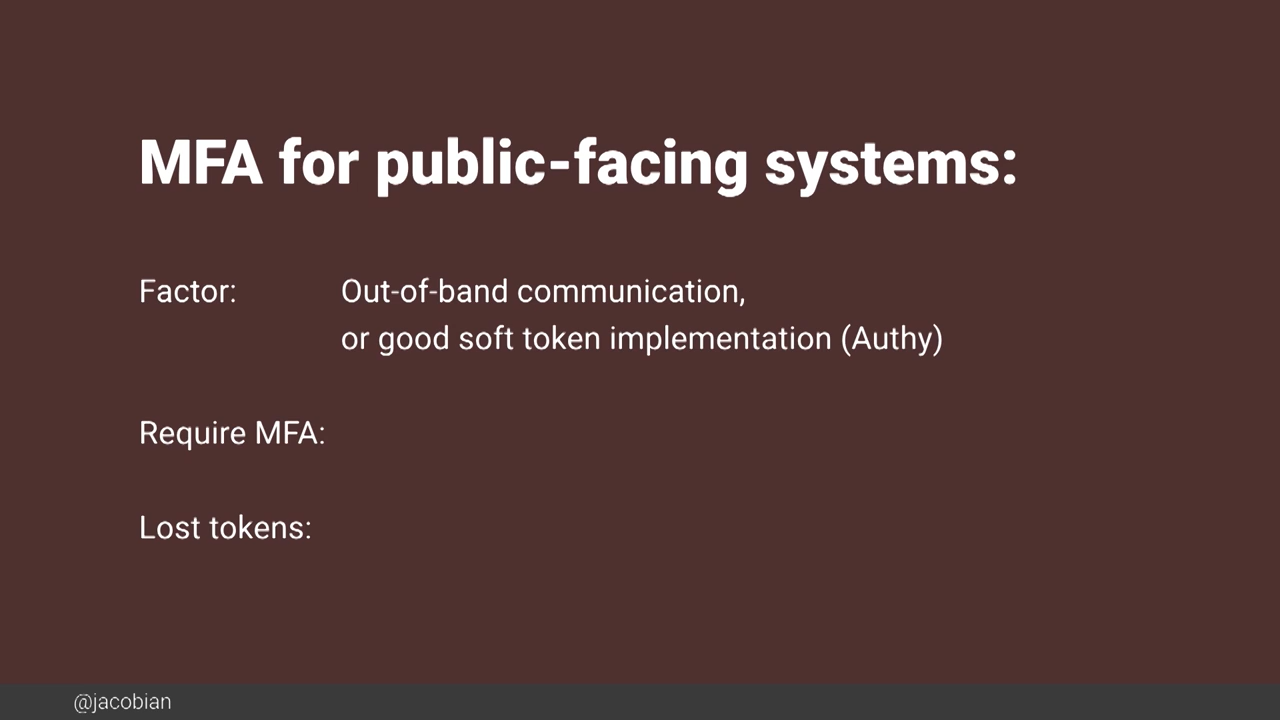 MFA for public-facing systems:
Factor: Out-of-band communication,
or good soft token implementation (Authy)
Require MFA:
Lost tokens:
@jacobian